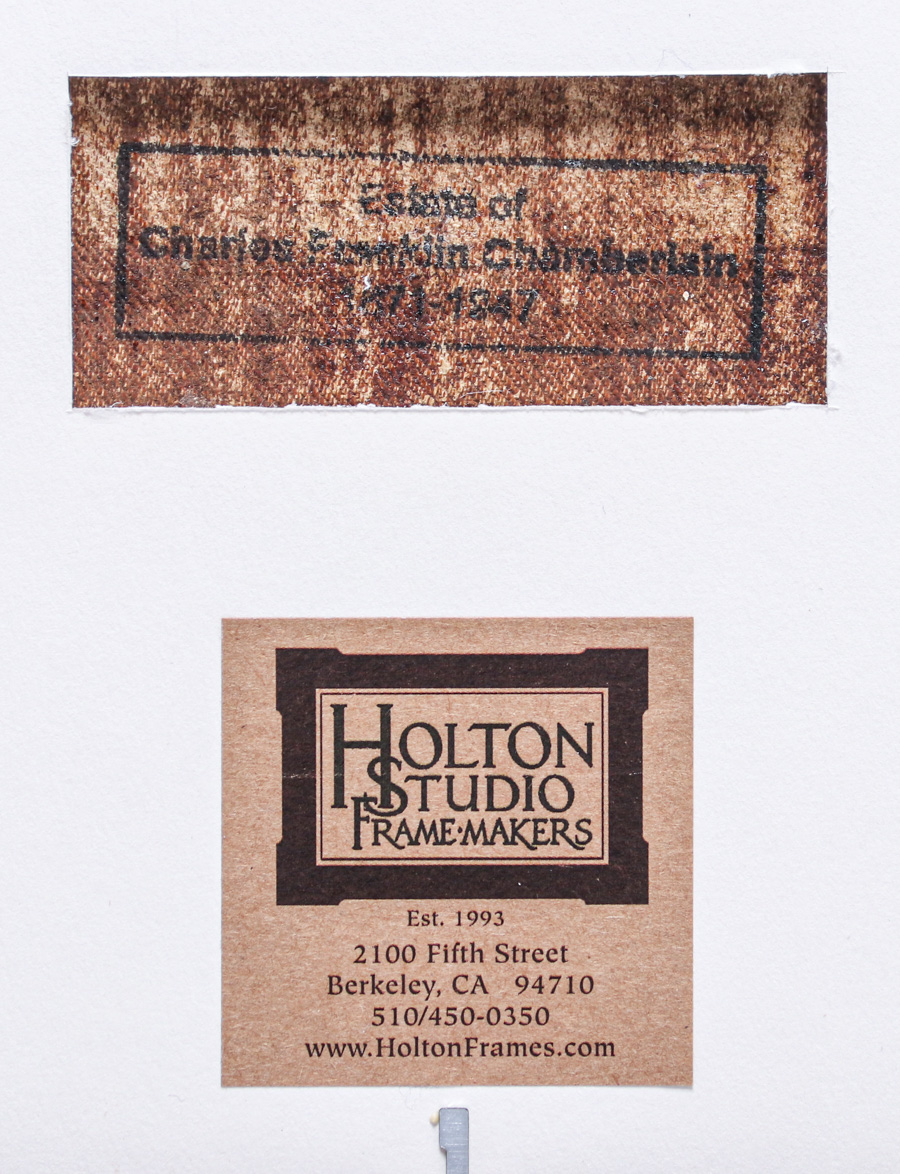 Estate of
Charles Franklin Chamberlain
1871-1947
HOLTON
STUDIO
FRAME·MAKERS
Est. 1993
2100 Fifth Street
Berkeley, CA 94710
510/450-0350
www.HoltonFrames.com